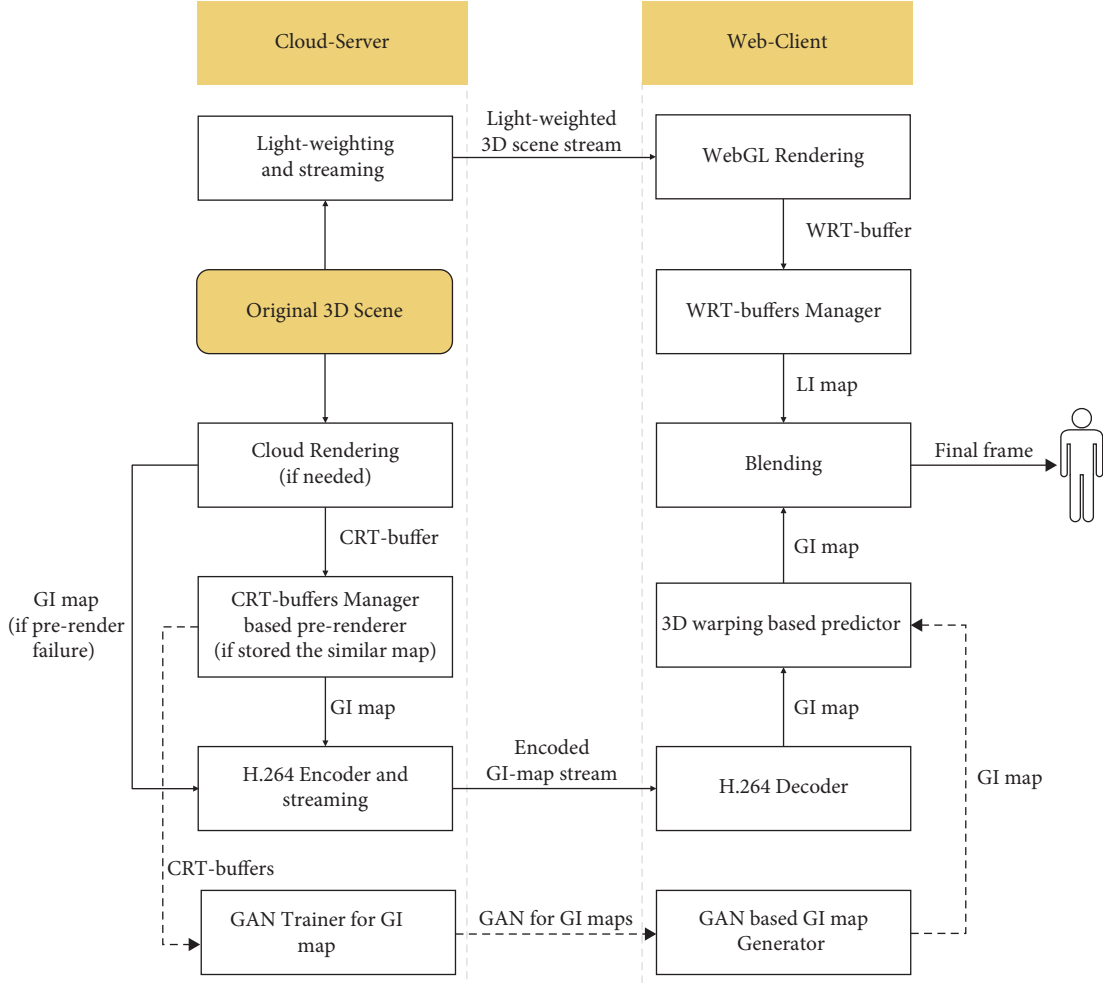 Cloud-Server
Web-Client
Light-weighting
and streaming
Light-weighted
3D scene stream
WebGL Rendering
WRT-buffer
Original 3D Scene
WRT-buffers Manager
LI map
Cloud Rendering
(if needed)
Blending
Final frame
CRT-buffer
GI map
GI map
(if pre-render
failure)
CRT-buffers Manager
based pre-renderer
(if stored the similar map)
3D warping based predictor
GI map
GI map
H.264 Encoder and
streaming
Encoded
GI-map stream
H.264 Decoder
GI map
CRT-buffers
GAN Trainer for GI
map
GAN for GI maps
GAN based GI map
Generator